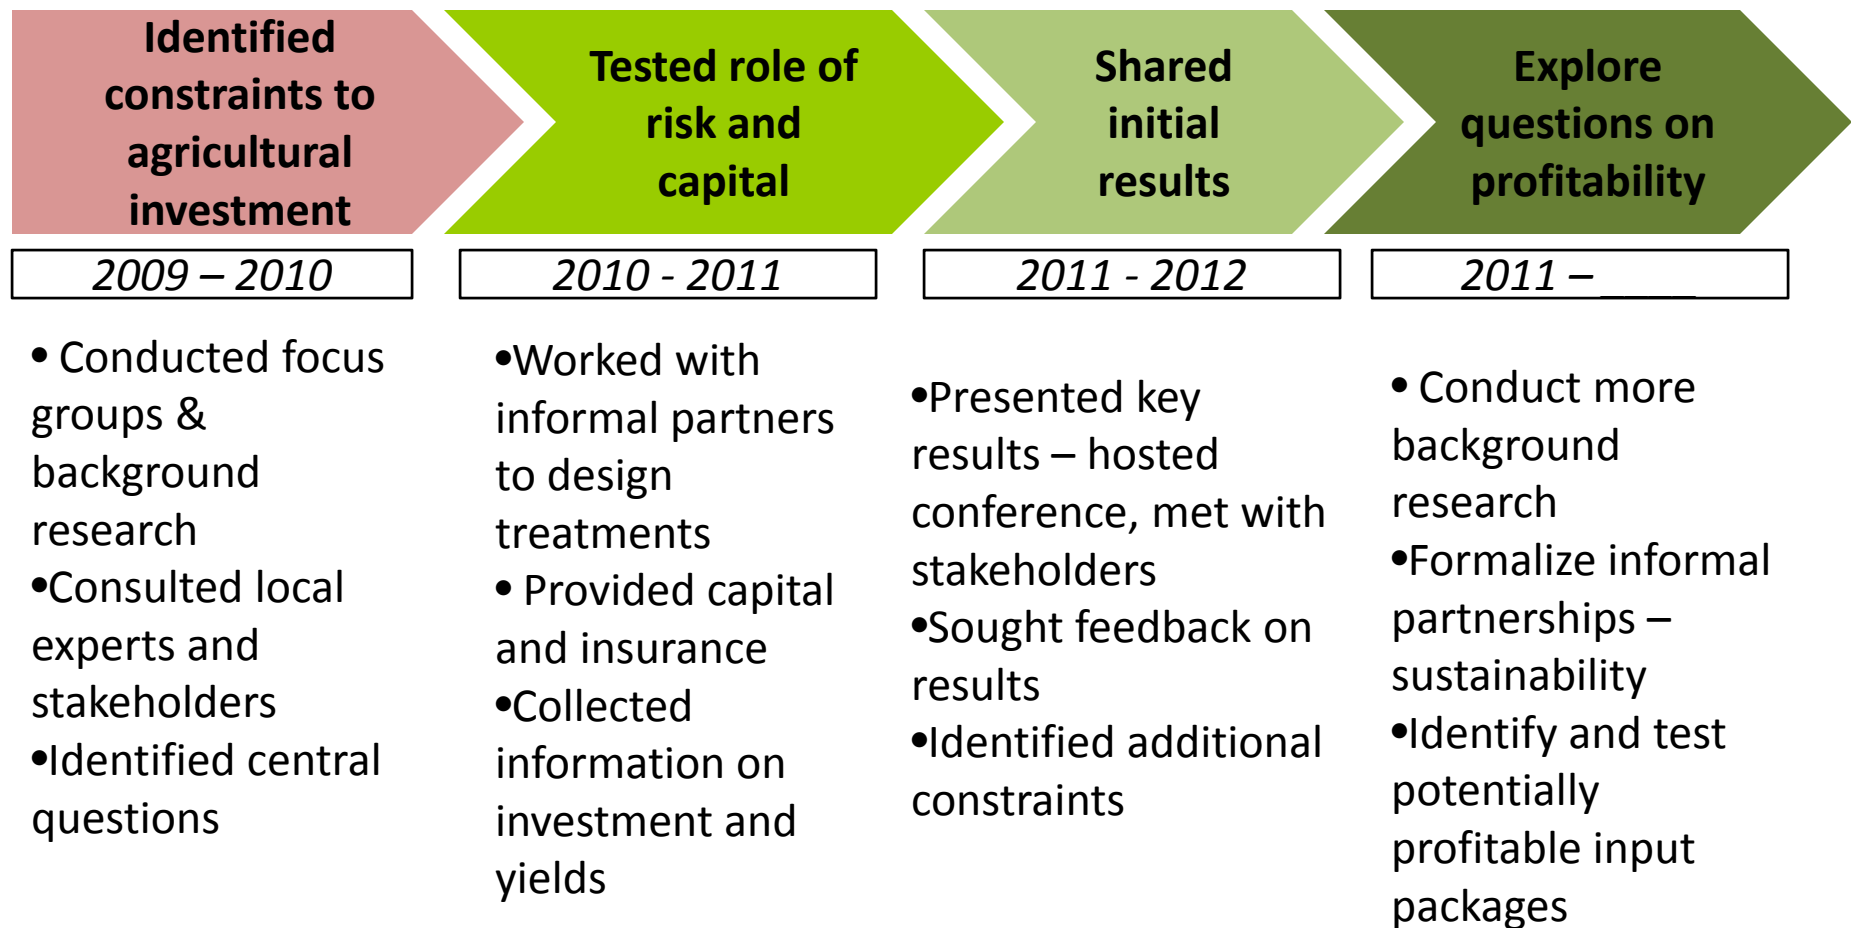 Identified
constraints to
agricultural
investment
Tested role of
risk and
capital
Shared
initial
results
Explore
questions on
profitability
2009 – 2010
2010 - 2011
2011 - 2012
2011 – ____
• Conducted focus
groups &
background
research
•Consulted local
experts and
stakeholders
•Identified central
questions
•Worked with
informal partners
to design
treatments
• Provided capital
and insurance
•Collected
information on
investment and
yields
•Presented key
results – hosted
conference, met with
stakeholders
•Sought feedback on
results
•Identified additional
constraints
• Conduct more
background
research
•Formalize informal
partnerships –
sustainability
•Identify and test
potentially
profitable input
packages